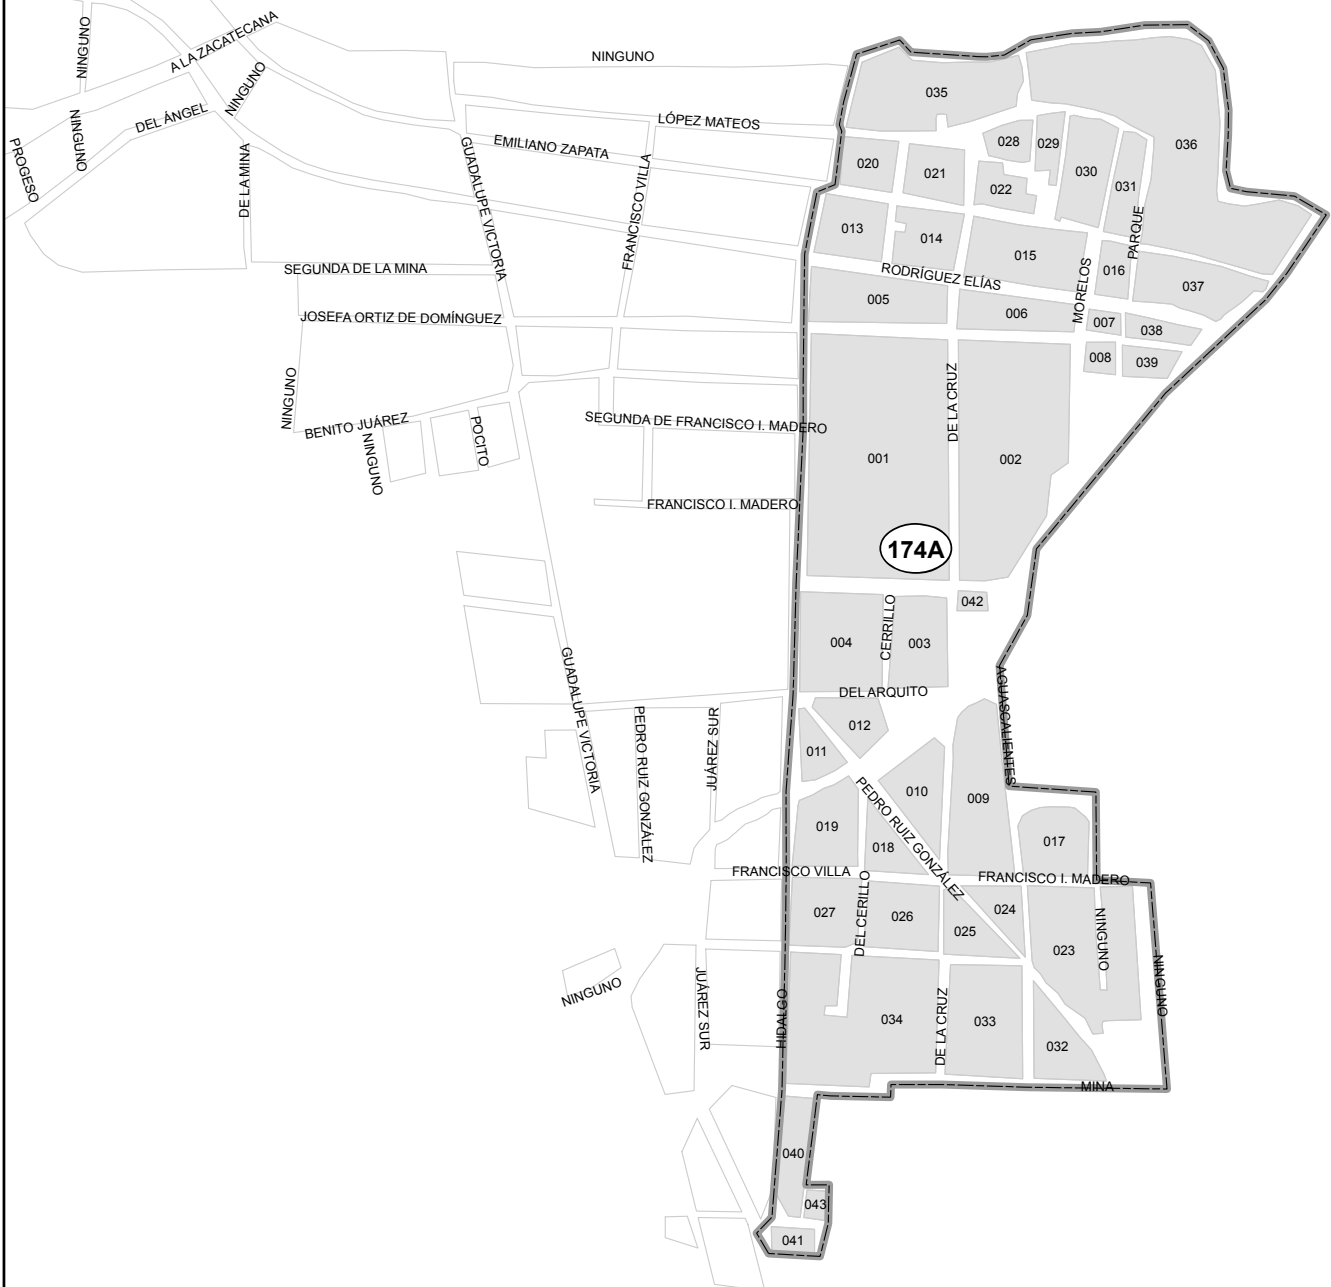 NINGUNO
A LA ZACATECANA
NINGUNO
NINGUNO
DEL ÁNGEL
NINGUNO
PROGESO
DE LA MINA
NINGUNO
LÓPEZ MATEOS
EMILIANO ZAPATA
GUADALUPE VICTORIA
FRANCISCO VILLA
SEGUNDA DE LA MINA
JOSEFA ORTIZ DE DOMÍNGUEZ
NINGUNO
BENITO JUÁREZ
NINGUNO
POCITO
SEGUNDA DE FRANCISCO I. MADERO
FRANCISCO I. MADERO
035
036
028
029
030
031
020
021
022
013
014
015
016
PARQUE
037
RODRÍGUEZ ELÍAS
MORELOS
005
006
007
038
008
039
DE LA CRUZ
001
002
174A
042
CERRILLO
004
003
DEL ARQUITO
AGUASCALIENTES
GUADALUPE VICTORIA
PEDRO RUIZ GONZÁLEZ
JUÁREZ SUR
012
011
010
009
PEDRO RUIZ GONZÁLEZ
019
018
017
FRANCISCO VILLA
FRANCISCO I. MADERO
027
DEL CERILLO
026
025
024
023
NINGUNO
NINGUNO
NINGUNO
JUÁREZ SUR
HIDALGO
034
DE LA CRUZ
033
032
MINA
040
043
041